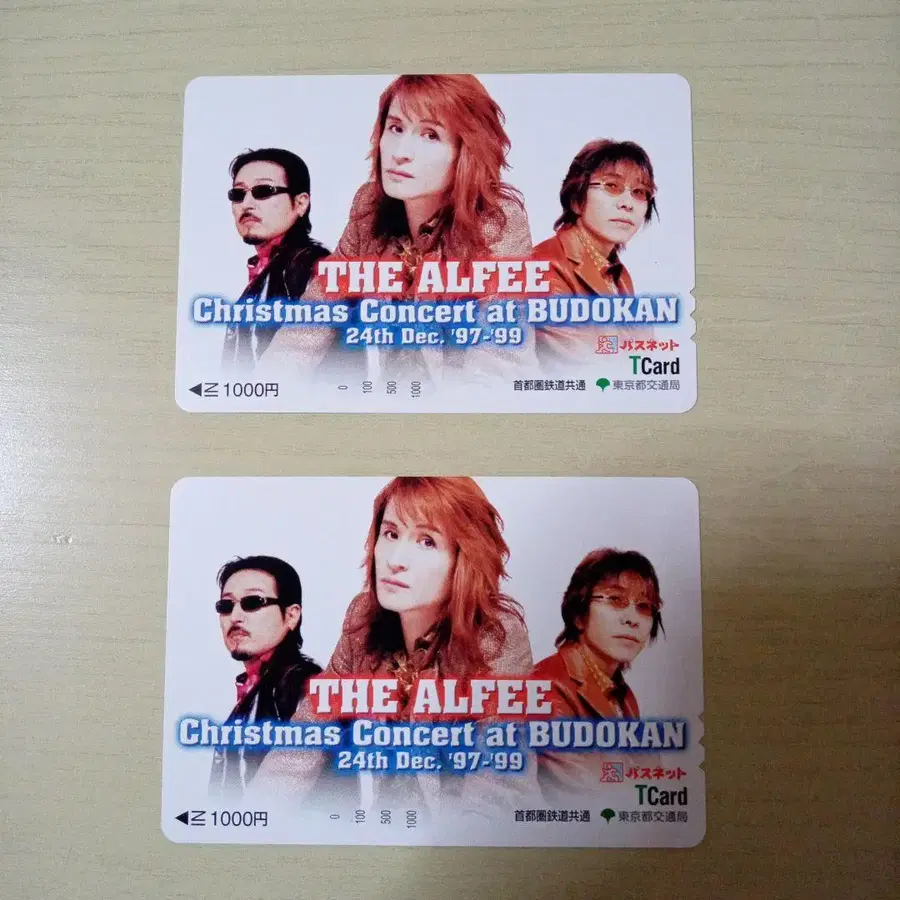 THE ALFEE
Christmas Concert at BUDOKAN
24th Dec. '97-'99
パスネット
TCard
◀IN 1000円 0 100 500 1000 首都圏鉄道共通 東京都交通局
THE ALFEE
Christmas Concert at BUDOKAN
24th Dec. '97-'99
パスネット
TCard
◀IN 1000円 0 100 500 1000 首都圏鉄道共通 東京都交通局